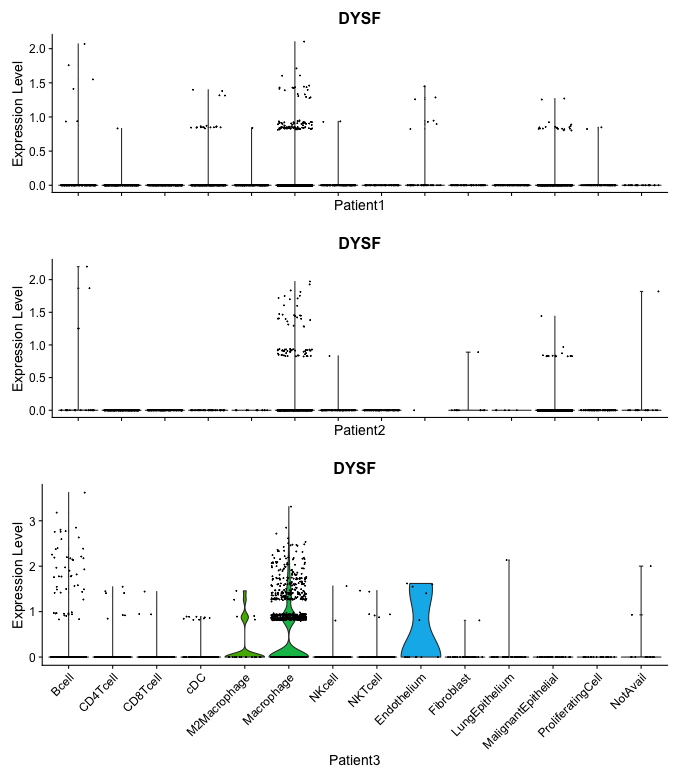 DYSF
Expression Level
2.0
1.5
1.0
0.5
0.0
Patient1
DYSF
Expression Level
2.0
1.5
1.0
0.5
0.0
Patient2
DYSF
Expression Level
3
2
1
0
Bcell
CD4Tcell
CD8Tcell
cDC
M2Macrophage
Macrophage
NKcell
NKTcell
Endothelium
Fibroblast
LungEpithelium
MalignantEpithelial
ProliferatingCell
NotAvail
Patient3